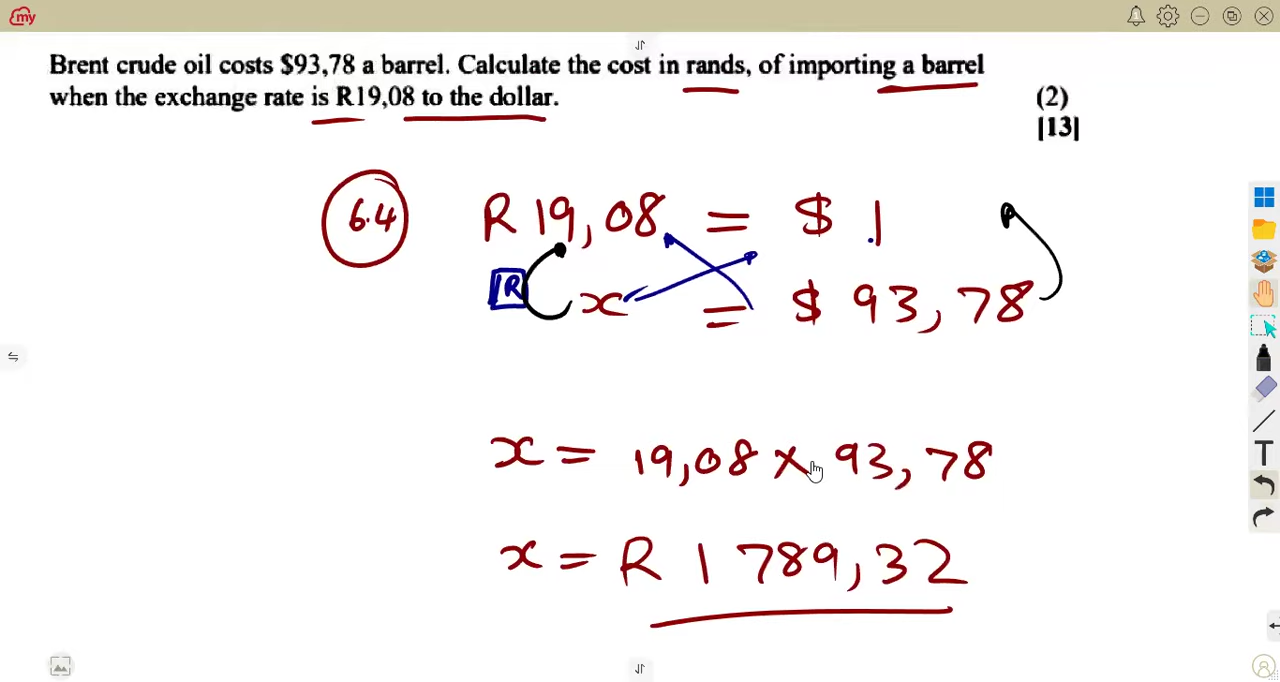 my
Brent crude oil costs $93,78 a barrel. Calculate the cost in rands, of importing a barrel
when the exchange rate is R19,08 to the dollar.
(2)
[13]
6.4
R 19,08 = $ 1
R x = $ 93,78
x = 19,08 × 93,78
x = R 1 789,32
T